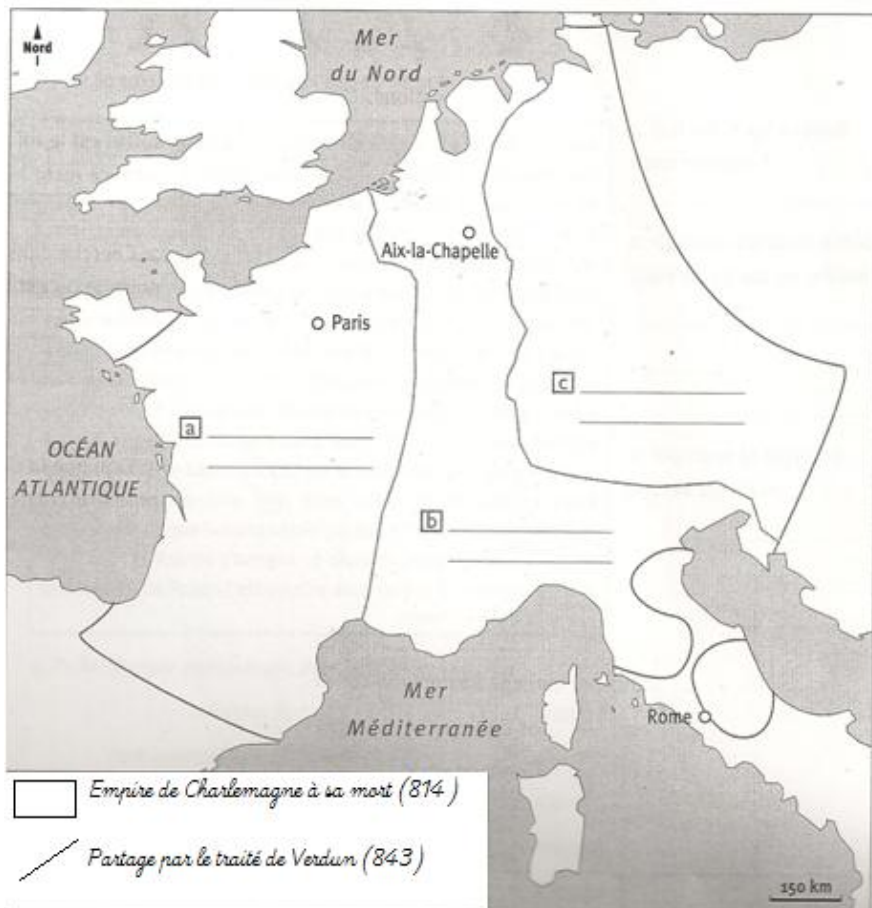 Nord
Mer
du Nord
Aix-la-Chapelle
Paris
c
a
OCÉAN
ATLANTIQUE
b
Mer
Méditerranée
Rome
Empire de Charlemagne à sa mort (814)
Partage par le traité de Verdun (843)
150 km